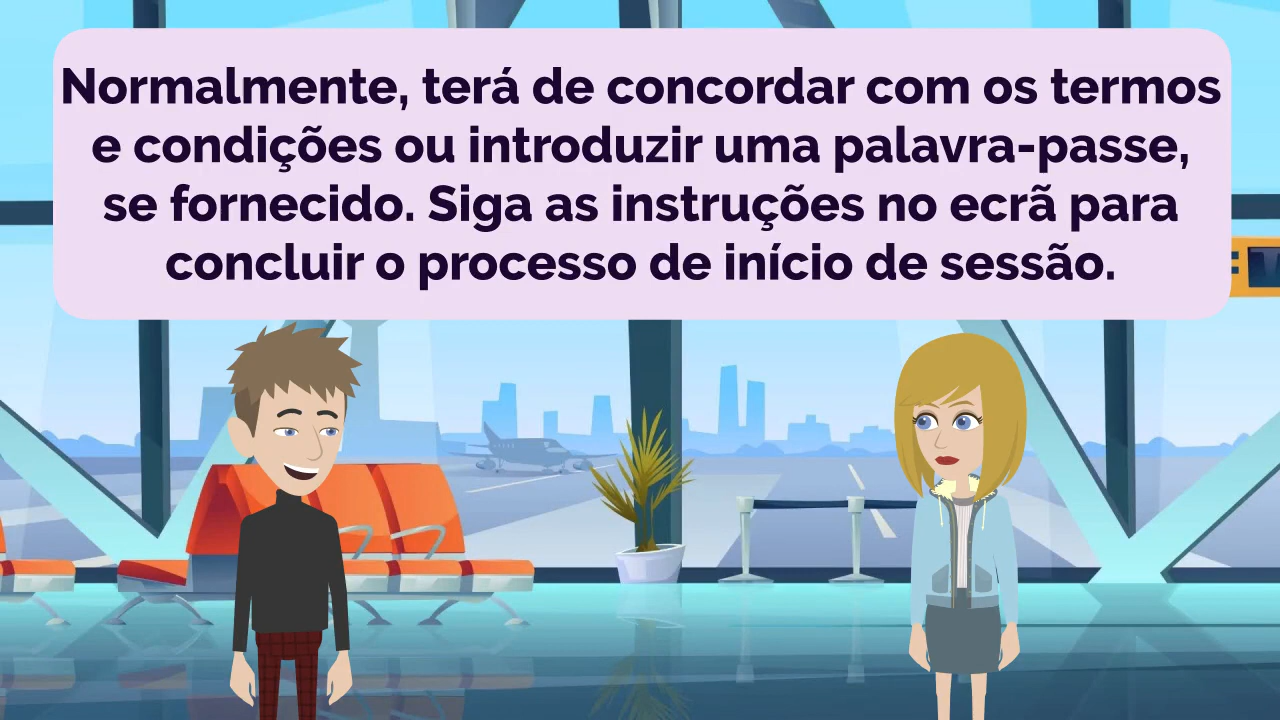 Normalmente, terá de concordar com os termos
e condições ou introduzir uma palavra-passe,
se fornecido. Siga as instruções no ecrã para
concluir o processo de início de sessão.